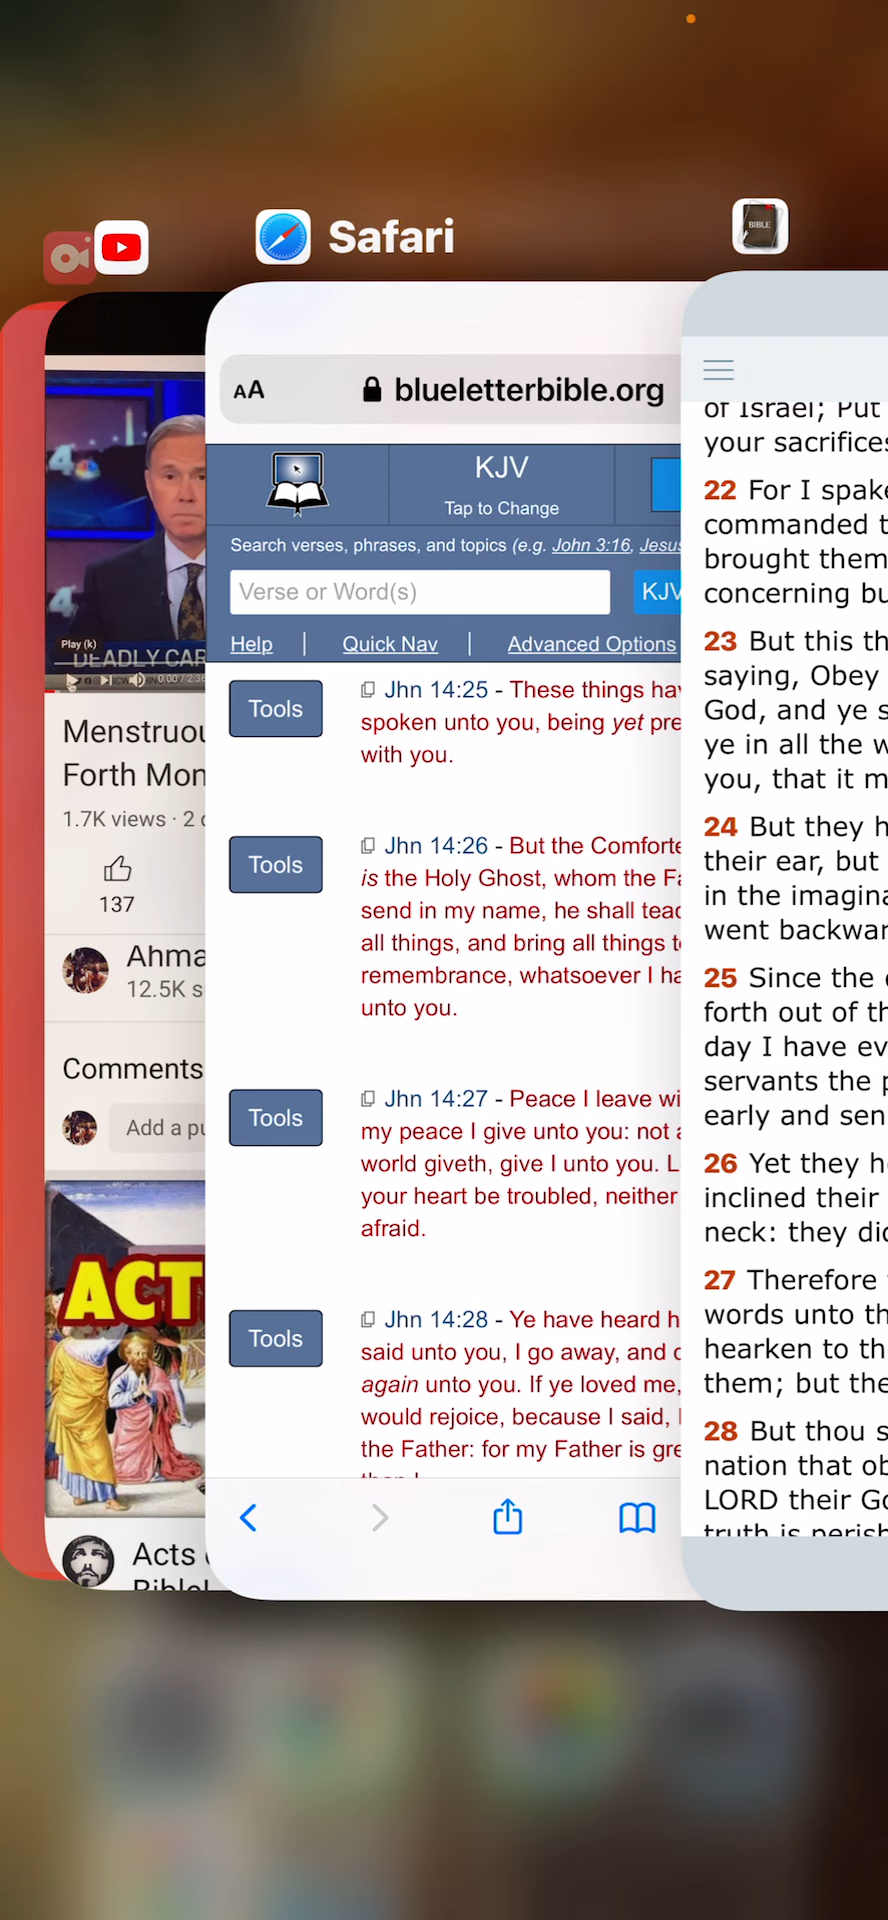 Safari
BIBLE
AA
blueletterbible.org
KJV
Tap to Change
Search verses, phrases, and topics (e.g. John 3:16, Jesus
Verse or Word(s)
KJV
Help | Quick Nav | Advanced Options
Tools
Jhn 14:25 - These things hav
spoken unto you, being yet pre
with you.
Tools
Jhn 14:26 - But the Comforte
is the Holy Ghost, whom the Fa
send in my name, he shall teac
all things, and bring all things t
remembrance, whatsoever I ha
unto you.
Tools
Jhn 14:27 - Peace I leave wi
my peace I give unto you: not a
world giveth, give I unto you. L
your heart be troubled, neither
afraid.
Tools
Jhn 14:28 - Ye have heard h
said unto you, I go away, and c
again unto you. If ye loved me,
would rejoice, because I said, I
the Father: for my Father is gre
than I
4
Play (k)
DEADLY CAR
0:00 / 2:36
Menstruou
Forth Mon
1.7K views · 2 d
137
Ahma
12.5K s
Comments
Add a pu
ACT
Acts
Bible!
of Israel; Put
your sacrifices
22 For I spake
commanded t
brought them
concerning bu
23 But this th
saying, Obey
God, and ye s
ye in all the w
you, that it m
24 But they h
their ear, but
in the imagina
went backwar
25 Since the
forth out of th
day I have ev
servants the p
early and sen
26 Yet they he
inclined their
neck: they did
27 Therefore
words unto th
hearken to th
them; but the
28 But thou s
nation that ob
LORD their Go
truth is perish